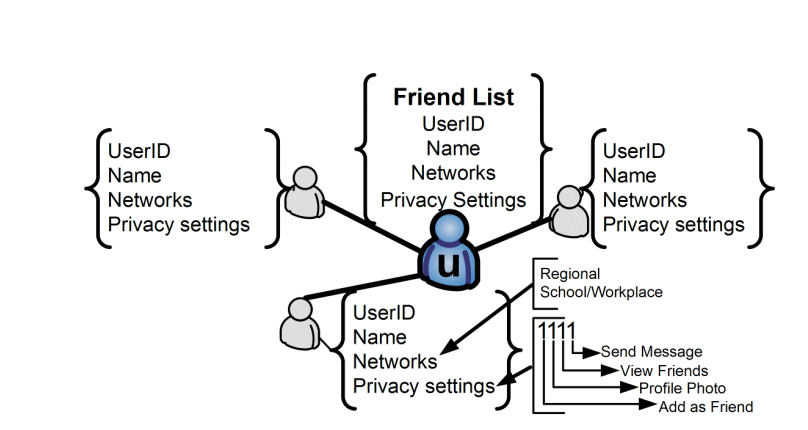 Friend List
UserID
Name
Networks
Privacy Settings
UserID
Name
Networks
Privacy settings
UserID
Name
Networks
Privacy settings
u
UserID
Name
Networks
Privacy settings
Regional
School/Workplace
1111
Send Message
View Friends
Profile Photo
Add as Friend